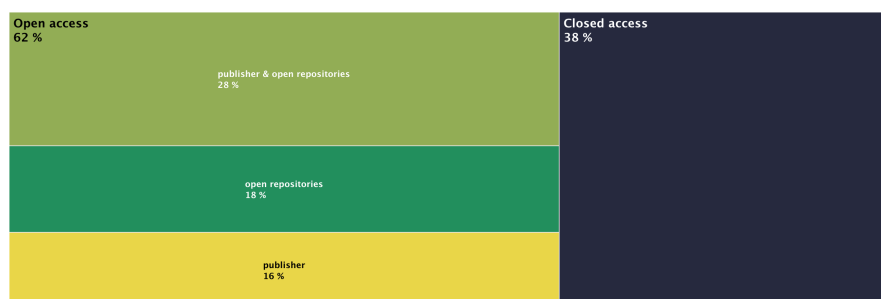 Open access
62 %
publisher & open repositories
28 %
open repositories
18 %
publisher
16 %
Closed access
38 %